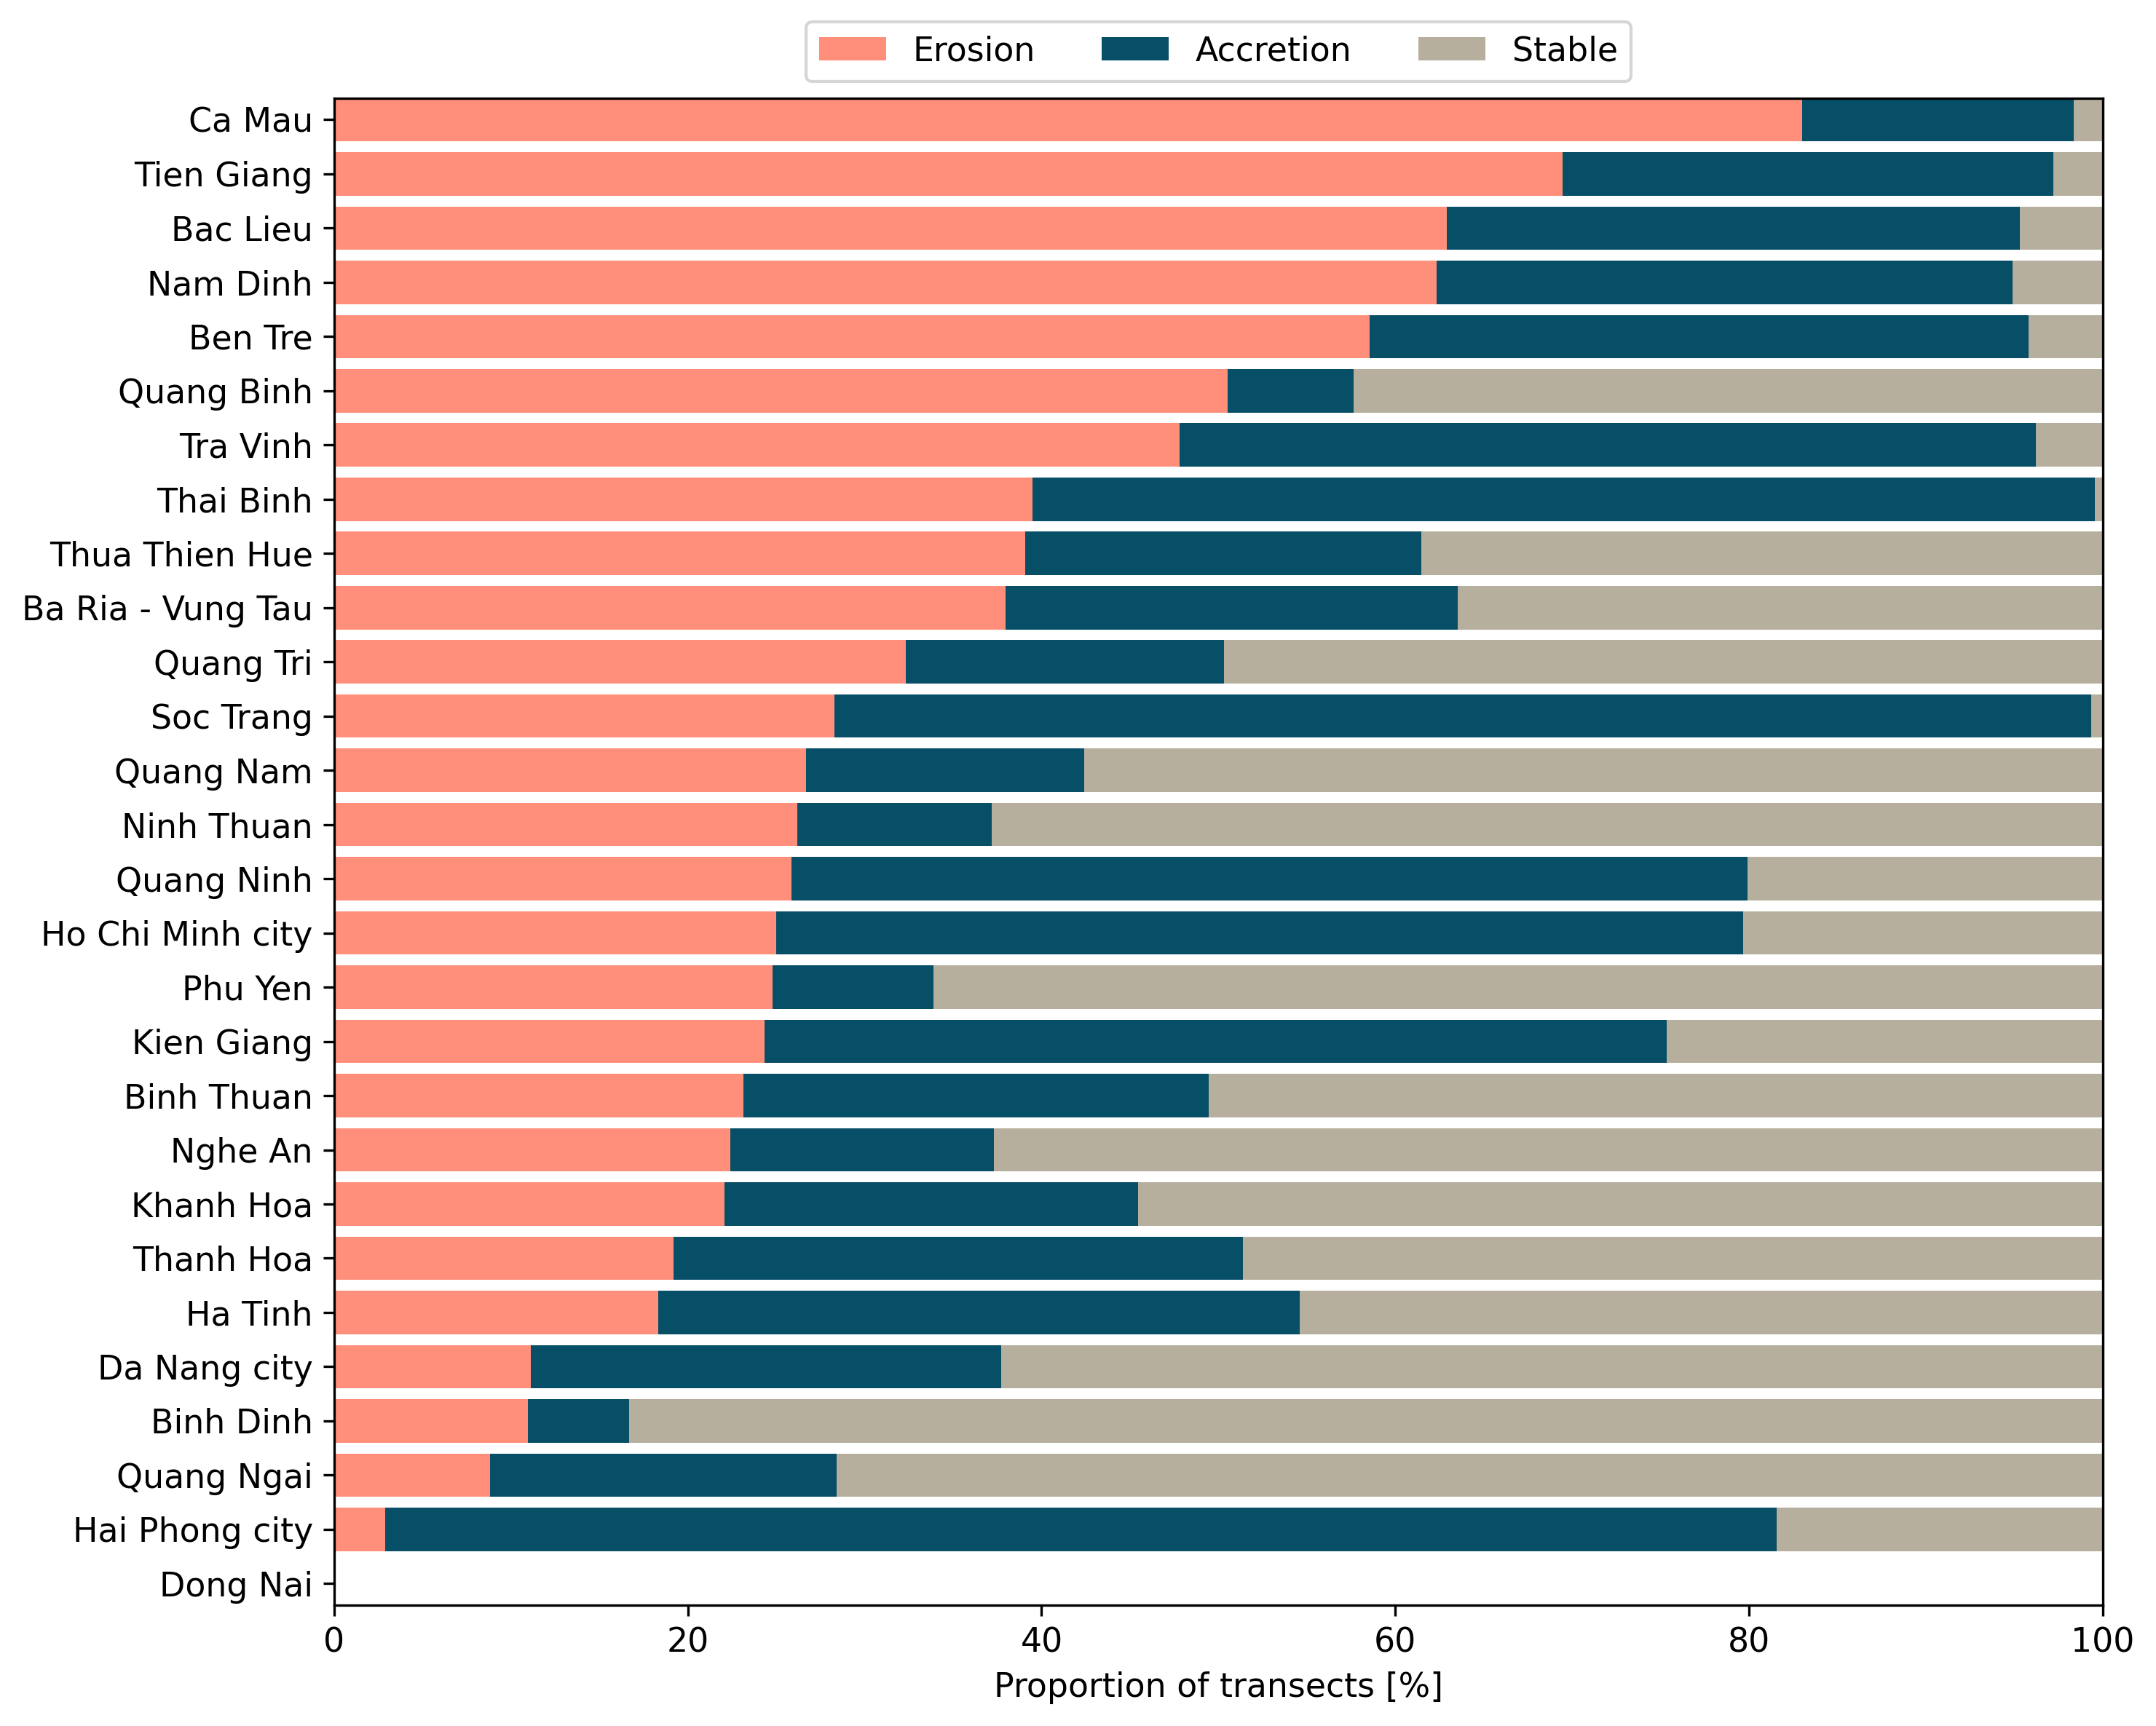 Erosion Accretion Stable
Ca Mau
Tien Giang
Bac Lieu
Nam Dinh
Ben Tre
Quang Binh
Tra Vinh
Thai Binh
Thua Thien Hue
Ba Ria - Vung Tau
Quang Tri
Soc Trang
Quang Nam
Ninh Thuan
Quang Ninh
Ho Chi Minh city
Phu Yen
Kien Giang
Binh Thuan
Nghe An
Khanh Hoa
Thanh Hoa
Ha Tinh
Da Nang city
Binh Dinh
Quang Ngai
Hai Phong city
Dong Nai
0 20 40 60 80 100
Proportion of transects [%]